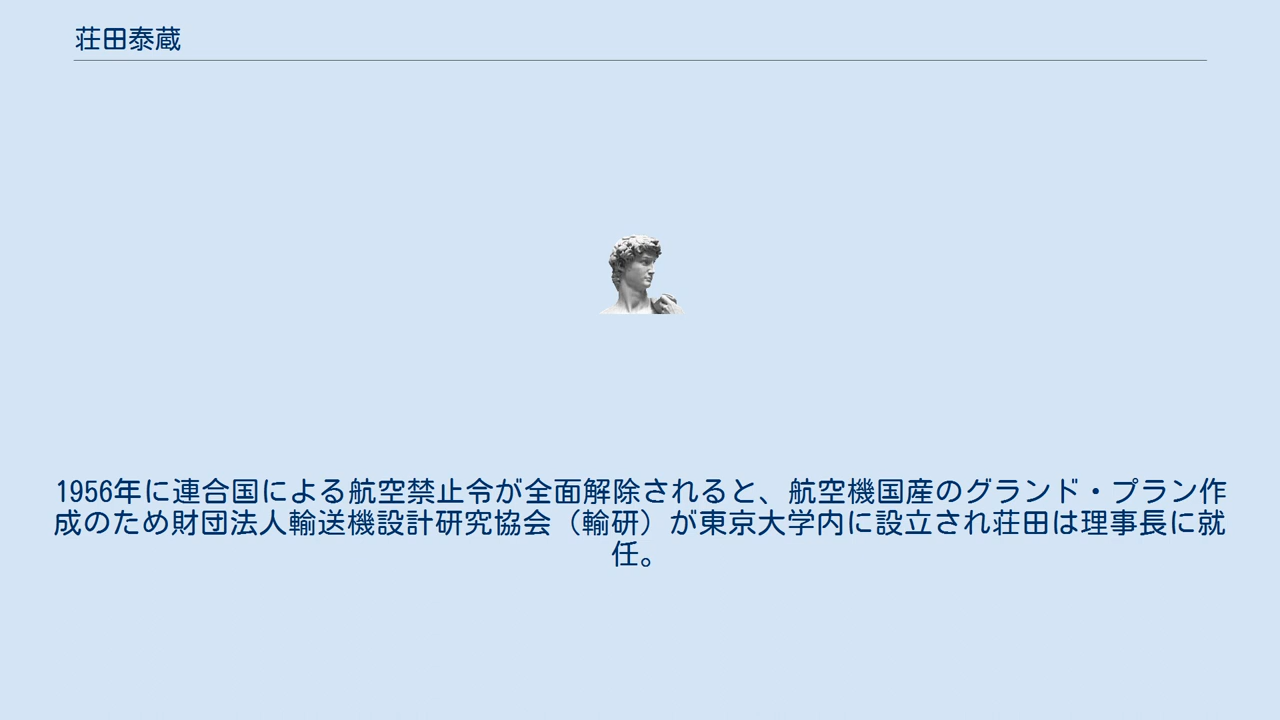 荘田泰蔵
1956年に連合国による航空禁止令が全面解除されると、航空機国産のグランド・プラン作
成のため財団法人輸送機設計研究協会（輸研）が東京大学内に設立され荘田は理事長に就
任。